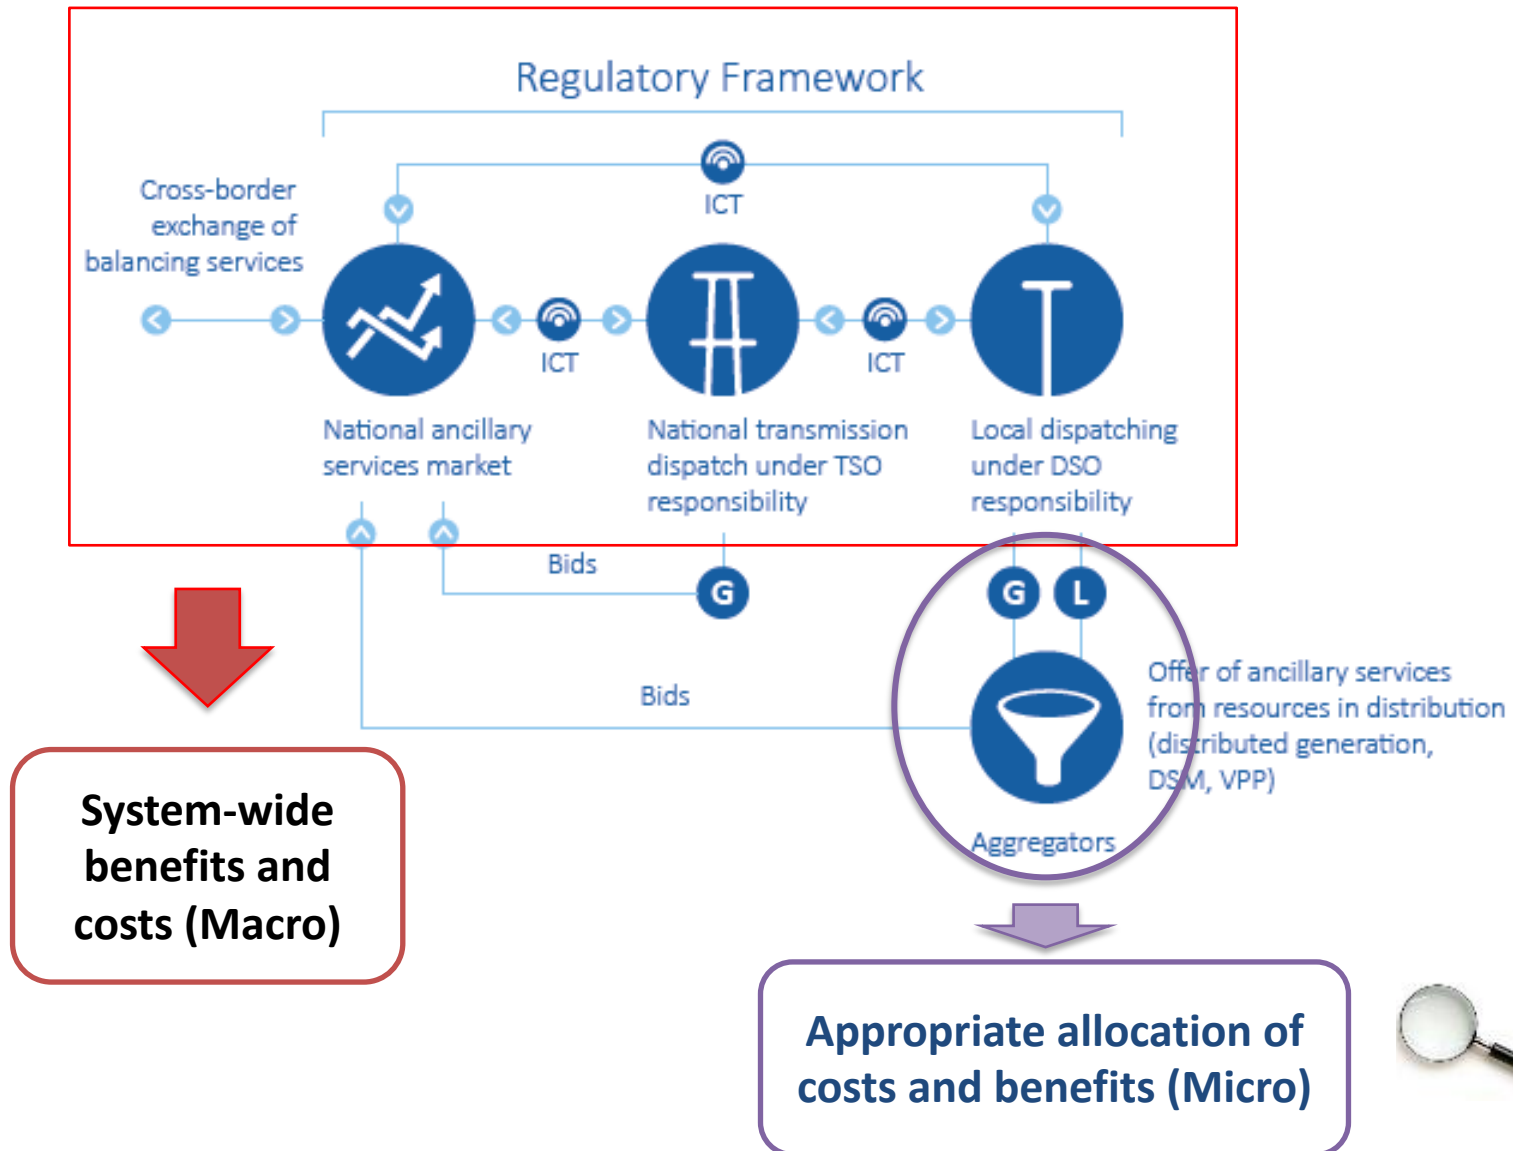 Regulatory Framework
ICT
Cross-border
exchange of
balancing services
ICT
ICT
National ancillary
services market
National transmission
dispatch under TSO
responsibility
Local dispatching
under DSO
responsibility
Bids
G
G
L
Bids
Offer of ancillary services
from resources in distribution
(distributed generation,
DSM, VPP)
Aggregators
System-wide
benefits and
costs (Macro)
Appropriate allocation of
costs and benefits (Micro)